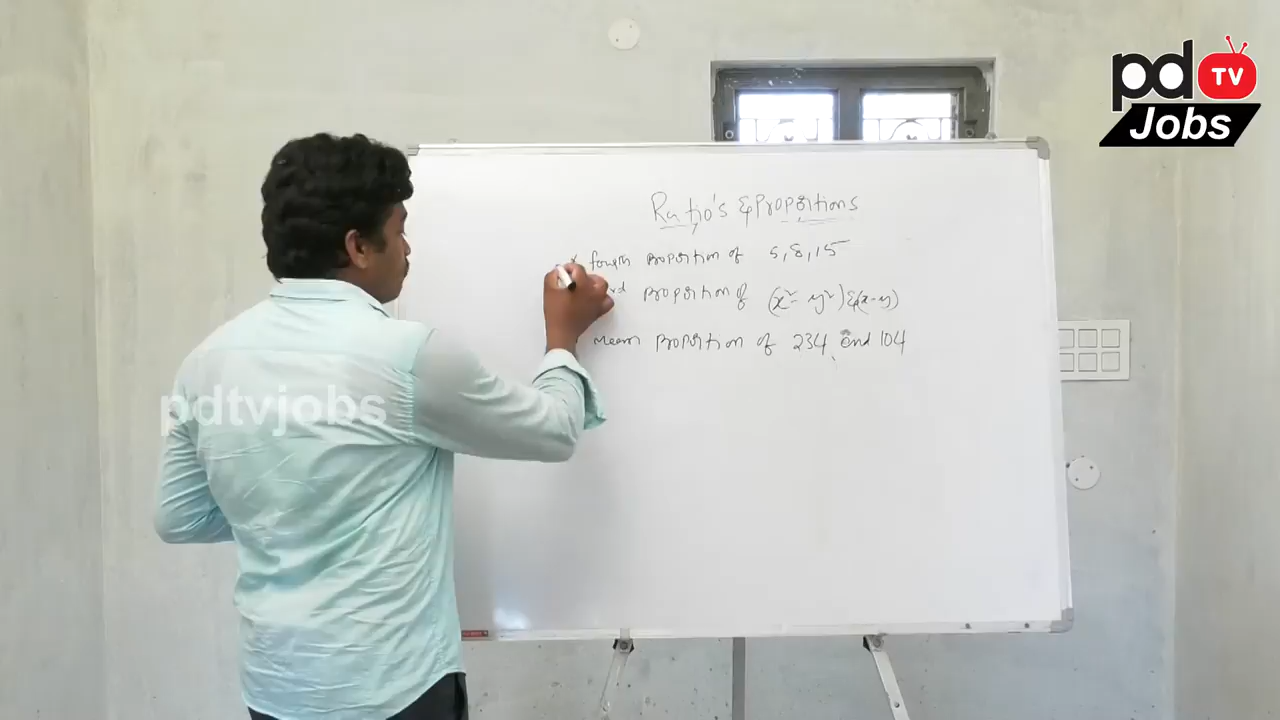 pd TV
Jobs
Ratio's & Proportions
fourth proportion of 5, 8, 15
rd proportion of (x² - y²) & (x-y)
mean proportion of 234 and 104
pdtvjobs